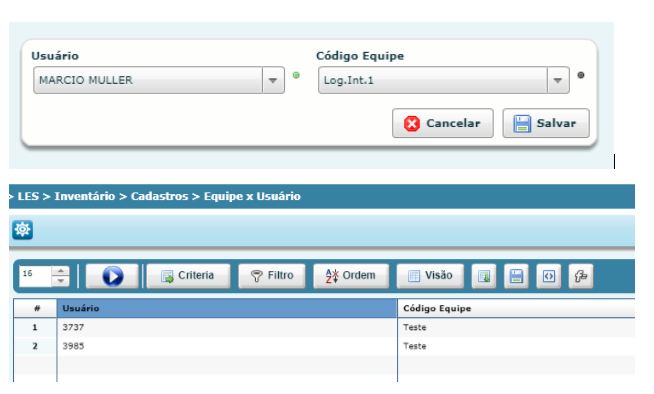 Usuário Código Equipe
MARCIO MULLER Log.Int.1
Cancelar Salvar
> LES > Inventário > Cadastros > Equipe x Usuário
16 Criteria Filtro Ordem Visão
# Usuário Código Equipe
1 3737 Teste
2 3985 Teste